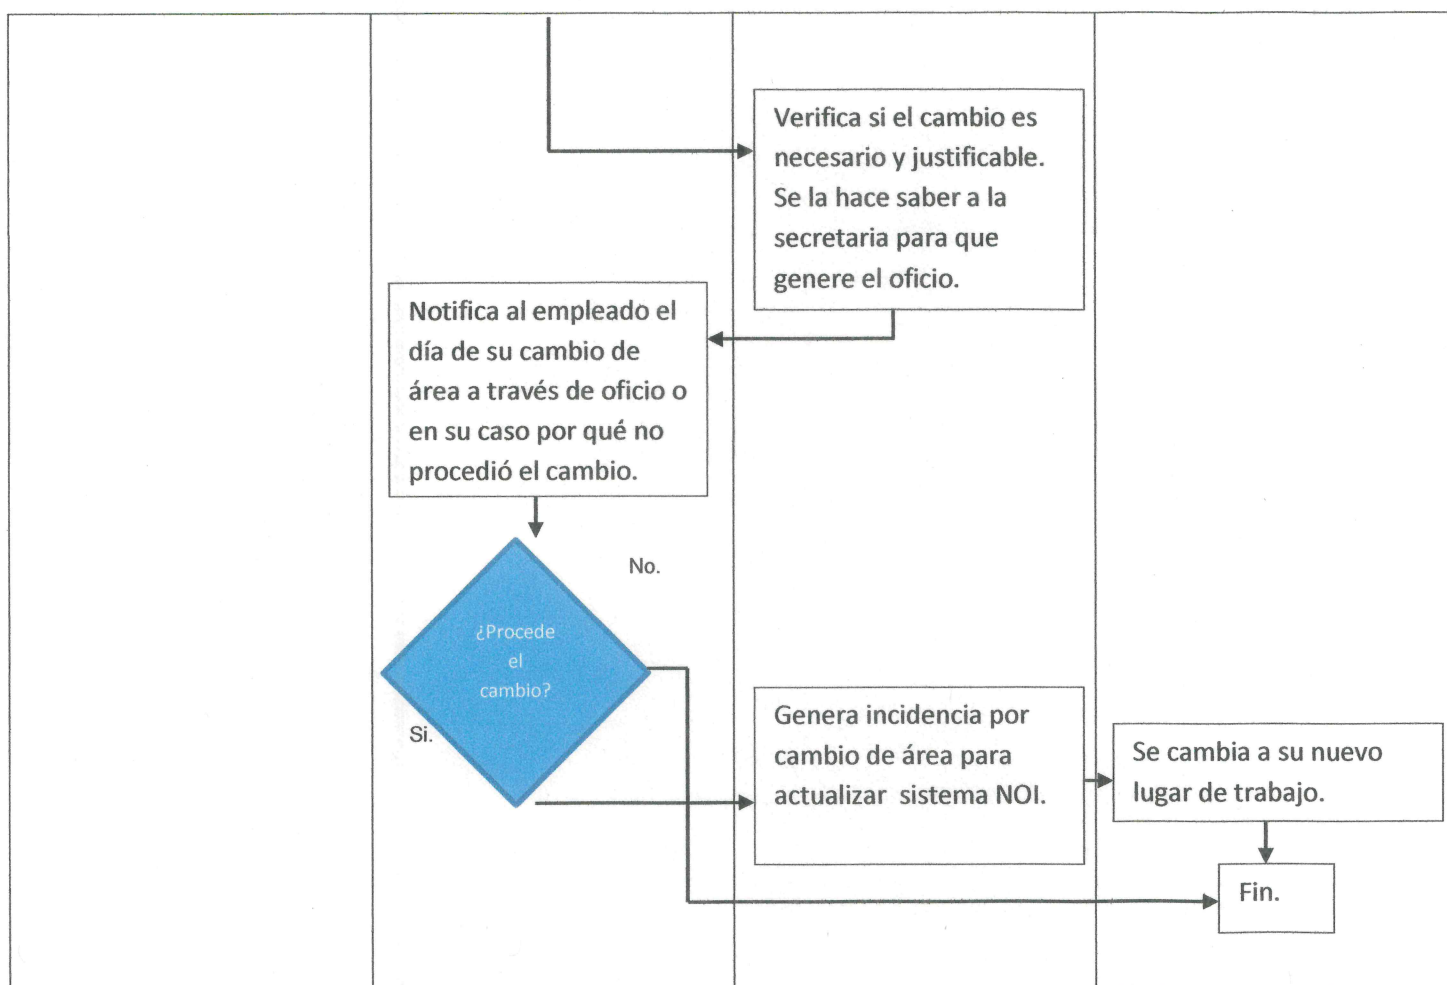 Verifica si el cambio es
necesario y justificable.
Se la hace saber a la
secretaria para que
genere el oficio.
Notifica al empleado el
día de su cambio de
área a través de oficio o
en su caso por qué no
procedió el cambio.
No.
¿Procede
el
cambio?
Si.
Genera incidencia por
cambio de área para
actualizar  sistema NOI.
Se cambia a su nuevo
lugar de trabajo.
Fin.